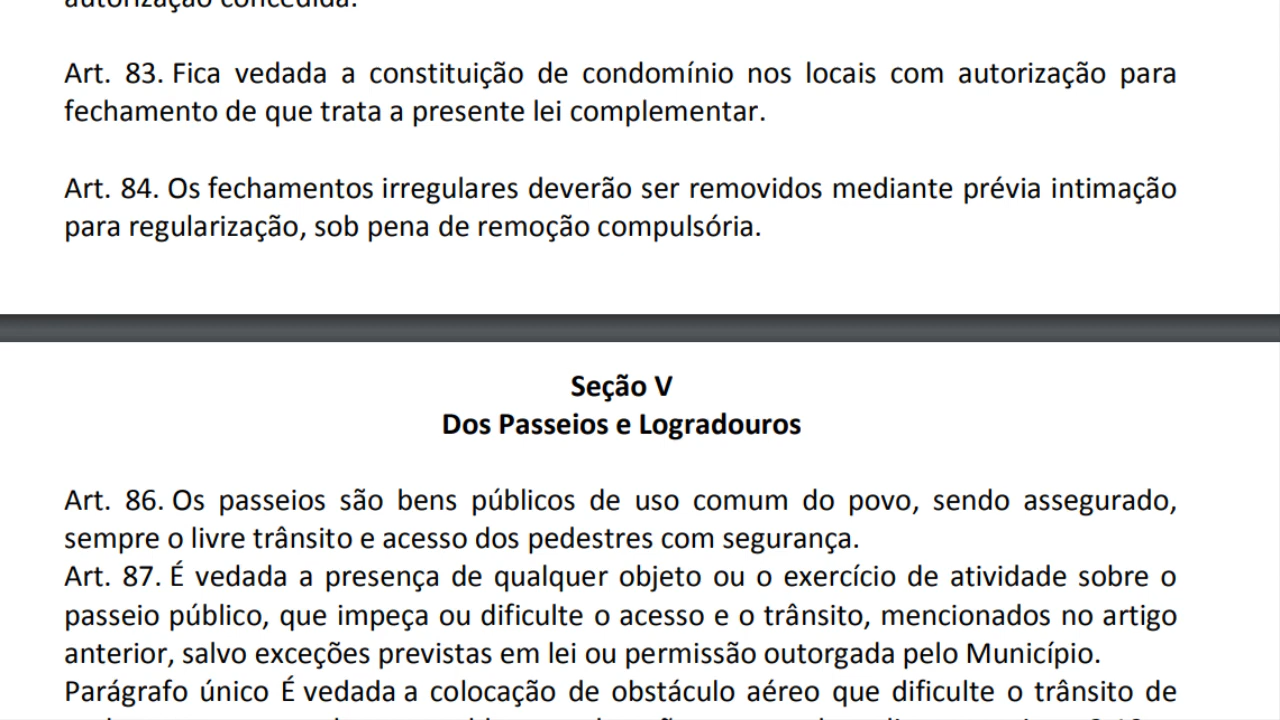 autorização concedida.
Art. 83. Fica vedada a constituição de condomínio nos locais com autorização para
fechamento de que trata a presente lei complementar.
Art. 84. Os fechamentos irregulares deverão ser removidos mediante prévia intimação
para regularização, sob pena de remoção compulsória.
Seção V
Dos Passeios e Logradouros
Art. 86. Os passeios são bens públicos de uso comum do povo, sendo assegurado,
sempre o livre trânsito e acesso dos pedestres com segurança.
Art. 87. É vedada a presença de qualquer objeto ou o exercício de atividade sobre o
passeio público, que impeça ou dificulte o acesso e o trânsito, mencionados no artigo
anterior, salvo exceções previstas em lei ou permissão outorgada pelo Município.
Parágrafo único É vedada a colocação de obstáculo aéreo que dificulte o trânsito de